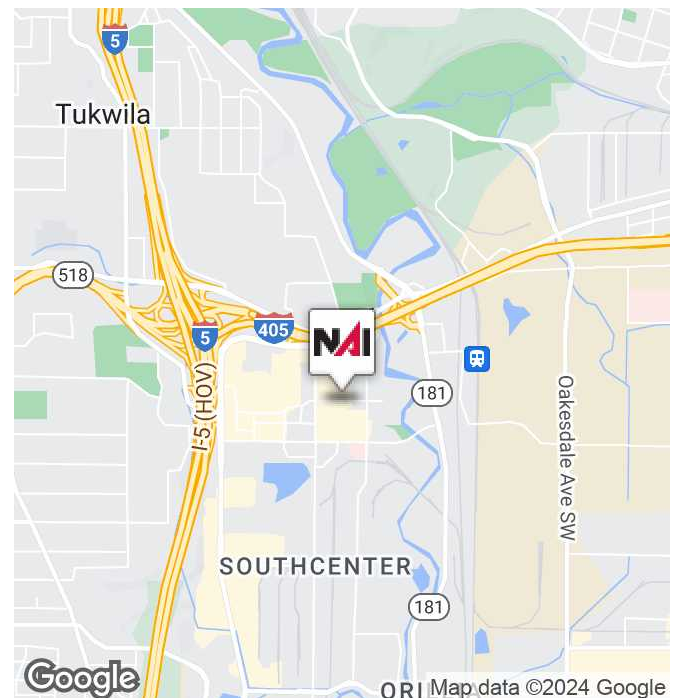 5
Tukwila
518
5
405
NAI
I-5 (HOV)
181
Oakesdale Ave SW
SOUTHCENTER
181
Google
Map data ©2024 Google